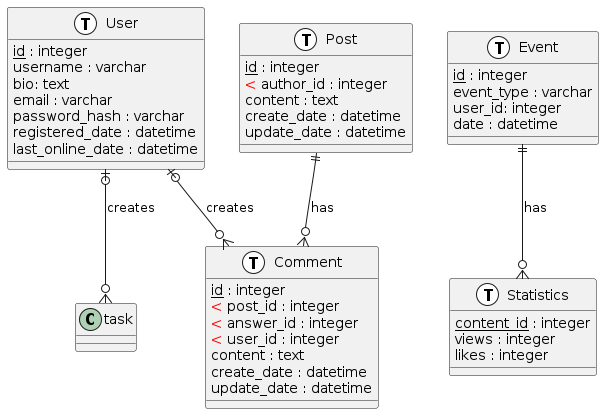 T User
id : integer
username : varchar
bio: text
email : varchar
password_hash : varchar
registered_date : datetime
last_online_date : datetime
T Post
id : integer
< author_id : integer
content : text
create_date : datetime
update_date : datetime
T Event
id : integer
event_type : varchar
user_id: integer
date : datetime
creates
creates
has
has
C task
T Comment
id : integer
< post_id : integer
< answer_id : integer
< user_id : integer
content : text
create_date : datetime
update_date : datetime
T Statistics
content_id : integer
views : integer
likes : integer